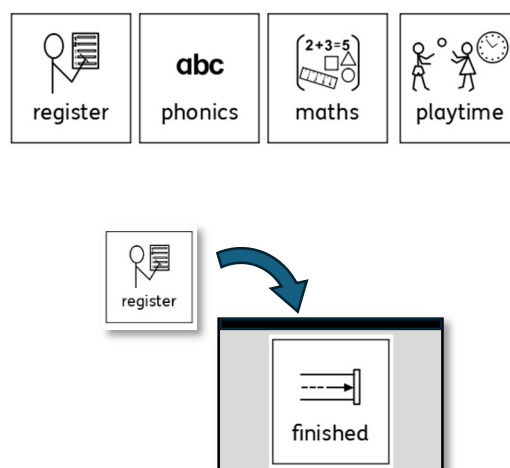 register
abc
phonics
2+3=5
maths
playtime
register
finished